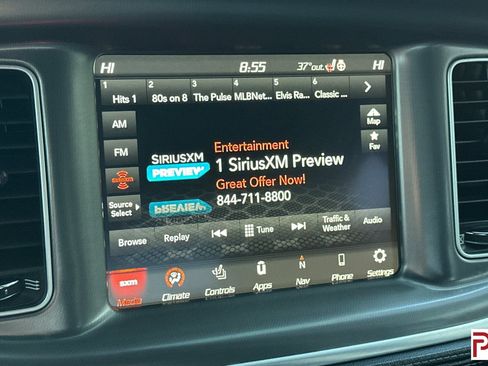 HI 8:55 37°out. HI
1 2 3 4 5 6
Hits 1 80s on 8 The Pulse MLBNet... Elvis Ra... Classic ...
AM
Map
FM
Fav
Entertainment
SIRIUSXM 1 SiriusXM Preview
PREVIEW
Great Offer Now!
844-711-8800
Source
Select
Browse Replay Tune Traffic & Weather Audio
sxm
Media Climate Controls Apps Nav Phone Settings
N
P